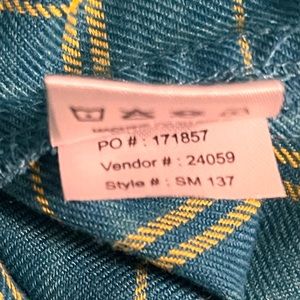 PO # : 171857
Vendor # : 24059
Style # : SM 137